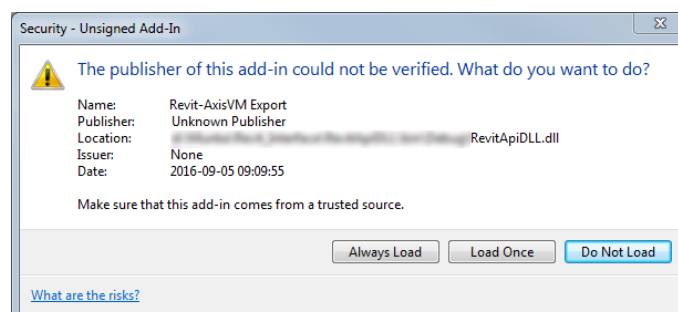 Security - Unsigned Add-In
The publisher of this add-in could not be verified. What do you want to do?
Name: Revit-AxisVM Export
Publisher: Unknown Publisher
Location: RevitApiDLL.dll
Issuer: None
Date: 2016-09-05 09:09:55
Make sure that this add-in comes from a trusted source.
Always Load Load Once Do Not Load
What are the risks?